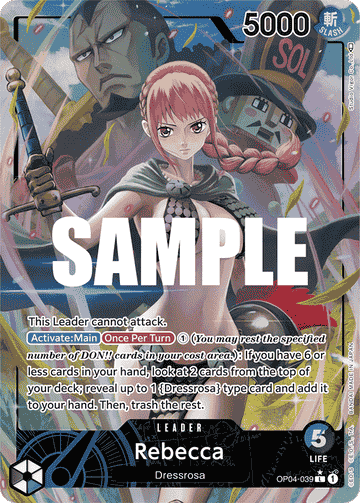 5000
斬
SLASH
SOL
SAMPLE
This Leader cannot attack.
Activate:Main Once Per Turn ① (You may rest the specified
number of DON!! cards in your cost area.): If you have 6 or
less cards in your hand, look at 2 cards from the top of
your deck; reveal up to 1 {Dressrosa} type card and add it
to your hand. Then, trash the rest.
LEADER
5
LIFE
Rebecca
Dressrosa
OP04-039 L 1